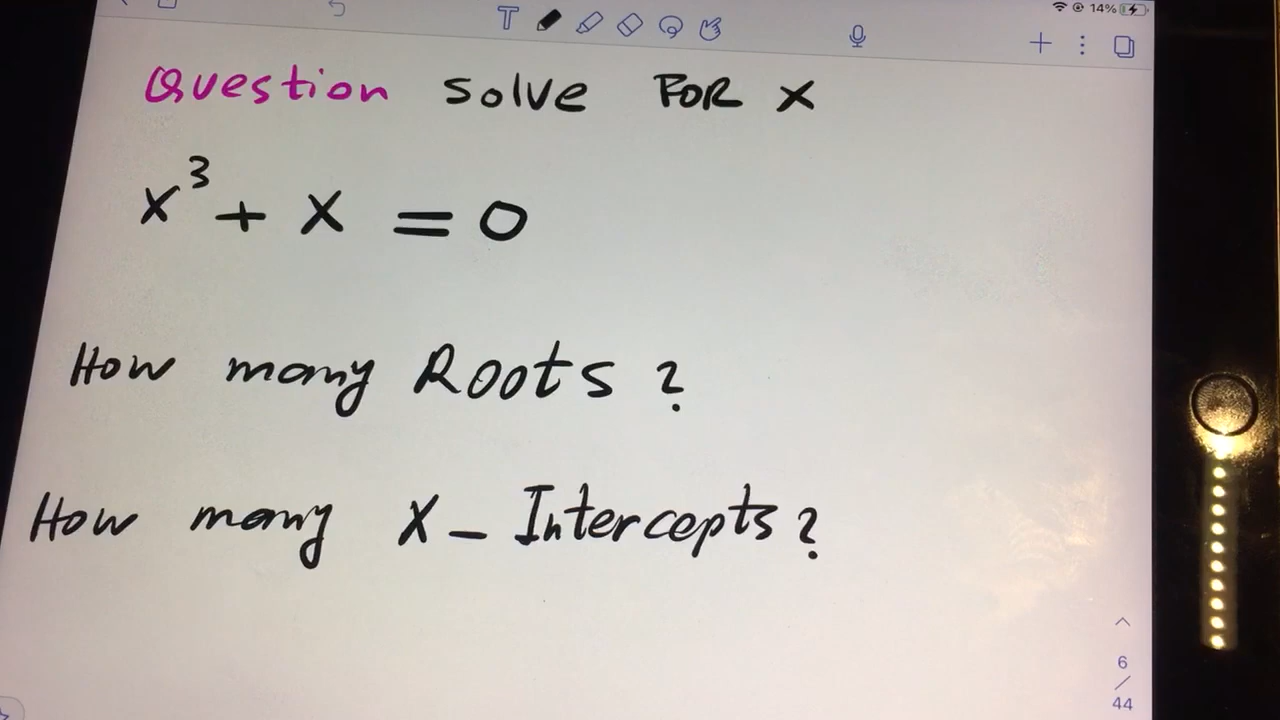 14%
T
Question Solve FOR X
x³ + x = 0
How many Roots ?
How many X - Intercepts ?
6
/
44